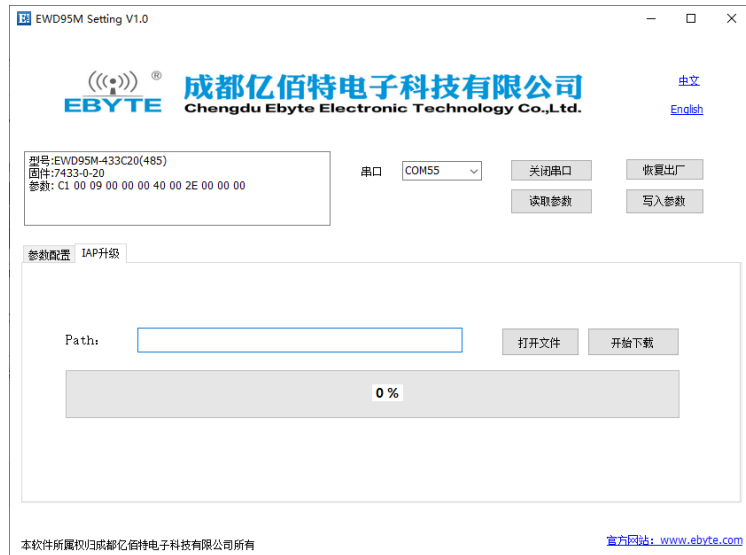 EWD95M Setting V1.0
EBYTE ®
成都亿佰特电子科技有限公司
Chengdu Ebyte Electronic Technology Co.,Ltd.
中文
English
型号:EWD95M-433C20(485)
固件:7433-0-20
参数: C1 00 09 00 00 00 40 00 2E 00 00 00
串口 COM55 关闭串口 恢复出厂
读取参数 写入参数
参数配置 IAP升级
Path: 打开文件 开始下载
0 %
本软件所属权归成都亿佰特电子科技有限公司所有
官方网站: www.ebyte.com